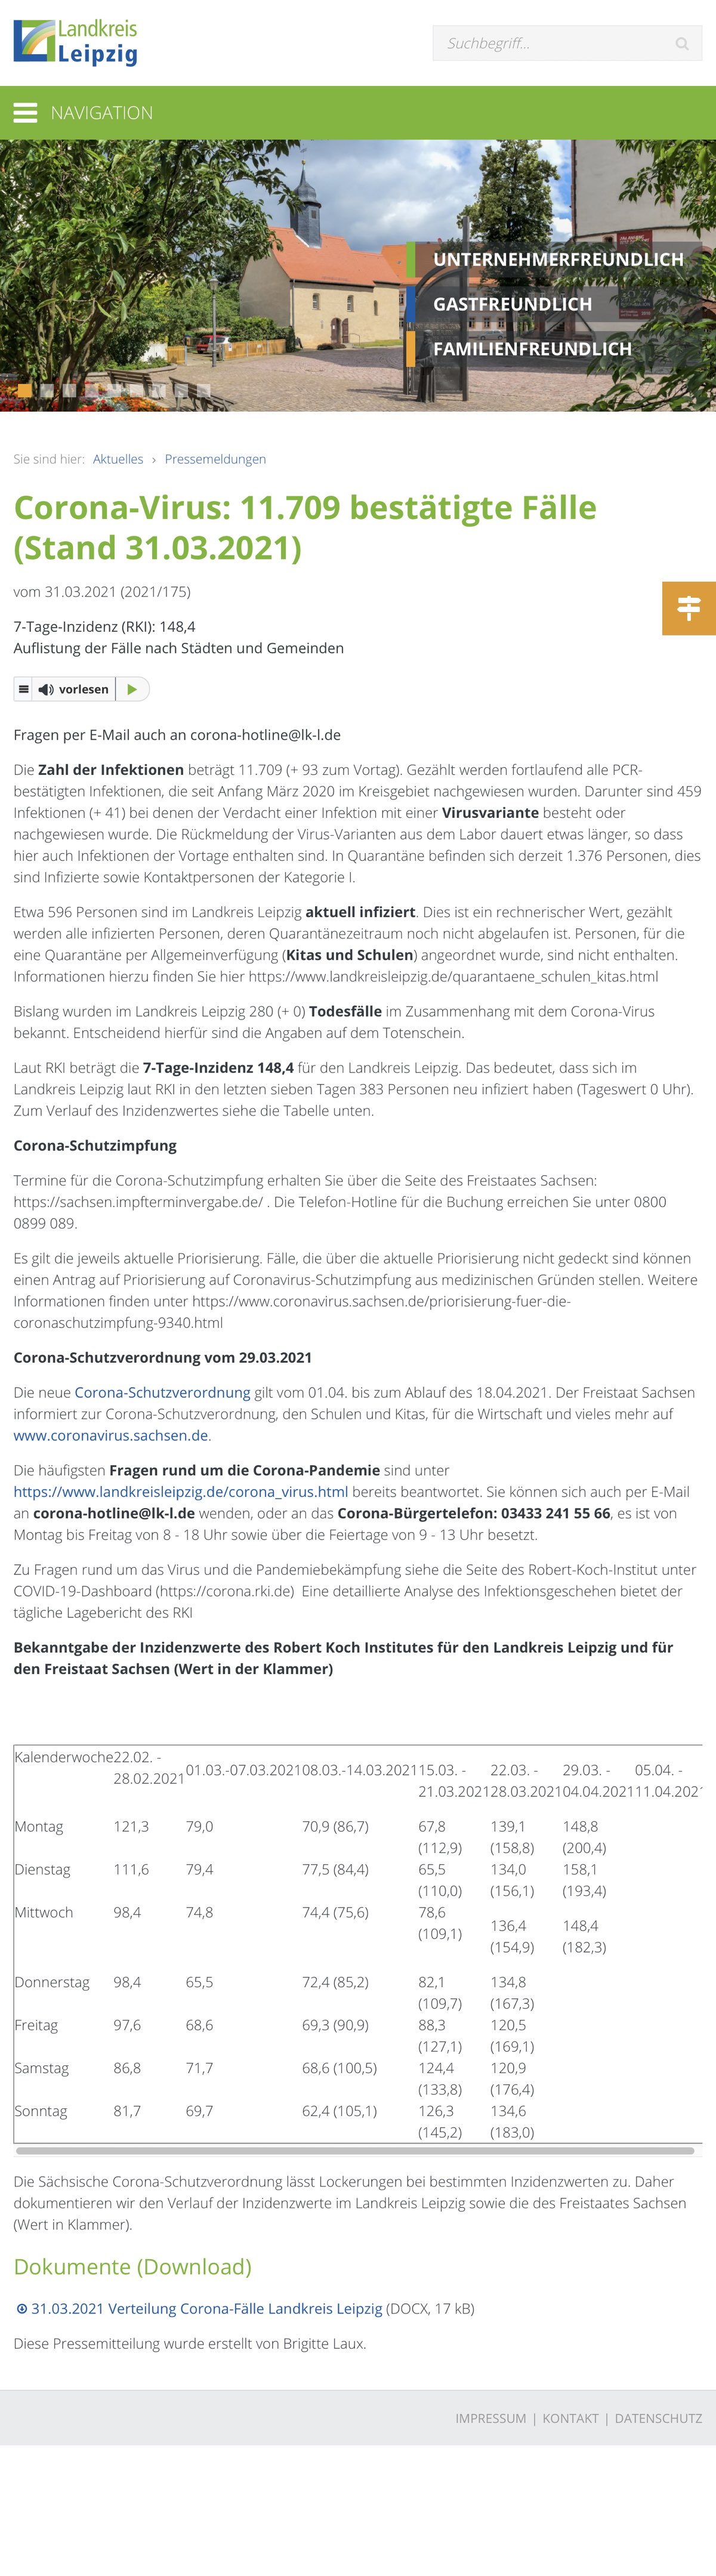 Landkreis
Leipzig
Suchbegriff...
NAVIGATION
UNTERNEHMERFREUNDLICH
GASTFREUNDLICH
FAMILIENFREUNDLICH
Sie sind hier: Aktuelles › Pressemeldungen
Corona-Virus: 11.709 bestätigte Fälle
(Stand 31.03.2021)
vom 31.03.2021 (2021/175)
7-Tage-Inzidenz (RKI): 148,4
Auflistung der Fälle nach Städten und Gemeinden
vorlesen
Fragen per E-Mail auch an corona-hotline@lk-l.de
Die Zahl der Infektionen beträgt 11.709 (+ 93 zum Vortag). Gezählt werden fortlaufend alle PCR-
bestätigten Infektionen, die seit Anfang März 2020 im Kreisgebiet nachgewiesen wurden. Darunter sind 459
Infektionen (+ 41) bei denen der Verdacht einer Infektion mit einer Virusvariante besteht oder
nachgewiesen wurde. Die Rückmeldung der Virus-Varianten aus dem Labor dauert etwas länger, so dass
hier auch Infektionen der Vortage enthalten sind. In Quarantäne befinden sich derzeit 1.376 Personen, dies
sind Infizierte sowie Kontaktpersonen der Kategorie I.
Etwa 596 Personen sind im Landkreis Leipzig aktuell infiziert. Dies ist ein rechnerischer Wert, gezählt
werden alle infizierten Personen, deren Quarantänezeitraum noch nicht abgelaufen ist. Personen, für die
eine Quarantäne per Allgemeinverfügung (Kitas und Schulen) angeordnet wurde, sind nicht enthalten.
Informationen hierzu finden Sie hier https://www.landkreisleipzig.de/quarantaene_schulen_kitas.html
Bislang wurden im Landkreis Leipzig 280 (+ 0) Todesfälle im Zusammenhang mit dem Corona-Virus
bekannt. Entscheidend hierfür sind die Angaben auf dem Totenschein.
Laut RKI beträgt die 7-Tage-Inzidenz 148,4 für den Landkreis Leipzig. Das bedeutet, dass sich im
Landkreis Leipzig laut RKI in den letzten sieben Tagen 383 Personen neu infiziert haben (Tageswert 0 Uhr).
Zum Verlauf des Inzidenzwertes siehe die Tabelle unten.
Corona-Schutzimpfung
Termine für die Corona-Schutzimpfung erhalten Sie über die Seite des Freistaates Sachsen:
https://sachsen.impfterminvergabe.de/ . Die Telefon-Hotline für die Buchung erreichen Sie unter 0800
0899 089.
Es gilt die jeweils aktuelle Priorisierung. Fälle, die über die aktuelle Priorisierung nicht gedeckt sind können
einen Antrag auf Priorisierung auf Coronavirus-Schutzimpfung aus medizinischen Gründen stellen. Weitere
Informationen finden unter https://www.coronavirus.sachsen.de/priorisierung-fuer-die-
coronaschutzimpfung-9340.html
Corona-Schutzverordnung vom 29.03.2021
Die neue Corona-Schutzverordnung gilt vom 01.04. bis zum Ablauf des 18.04.2021. Der Freistaat Sachsen
informiert zur Corona-Schutzverordnung, den Schulen und Kitas, für die Wirtschaft und vieles mehr auf
www.coronavirus.sachsen.de.
Die häufigsten Fragen rund um die Corona-Pandemie sind unter
https://www.landkreisleipzig.de/corona_virus.html bereits beantwortet. Sie können sich auch per E-Mail
an corona-hotline@lk-l.de wenden, oder an das Corona-Bürgertelefon: 03433 241 55 66, es ist von
Montag bis Freitag von 8 - 18 Uhr sowie über die Feiertage von 9 - 13 Uhr besetzt.
Zu Fragen rund um das Virus und die Pandemiebekämpfung siehe die Seite des Robert-Koch-Institut unter
COVID-19-Dashboard (https://corona.rki.de)  Eine detaillierte Analyse des Infektionsgeschehen bietet der
tägliche Lagebericht des RKI
Bekanntgabe der Inzidenzwerte des Robert Koch Institutes für den Landkreis Leipzig und für
den Freistaat Sachsen (Wert in der Klammer)
Kalenderwoche 22.02. - 28.02.2021 01.03.-07.03.2021 08.03.-14.03.2021 15.03. - 21.03.2021 22.03. - 28.03.2021 29.03. - 04.04.2021 05.04. - 11.04.2021
Montag 121,3 79,0 70,9 (86,7) 67,8 (112,9) 139,1 (158,8) 148,8 (200,4)
Dienstag 111,6 79,4 77,5 (84,4) 65,5 (110,0) 134,0 (156,1) 158,1 (193,4)
Mittwoch 98,4 74,8 74,4 (75,6) 78,6 (109,1) 136,4 (154,9) 148,4 (182,3)
Donnerstag 98,4 65,5 72,4 (85,2) 82,1 (109,7) 134,8 (167,3)
Freitag 97,6 68,6 69,3 (90,9) 88,3 (127,1) 120,5 (169,1)
Samstag 86,8 71,7 68,6 (100,5) 124,4 (133,8) 120,9 (176,4)
Sonntag 81,7 69,7 62,4 (105,1) 126,3 (145,2) 134,6 (183,0)
Die Sächsische Corona-Schutzverordnung lässt Lockerungen bei bestimmten Inzidenzwerten zu. Daher
dokumentieren wir den Verlauf der Inzidenzwerte im Landkreis Leipzig sowie die des Freistaates Sachsen
(Wert in Klammer).
Dokumente (Download)
31.03.2021 Verteilung Corona-Fälle Landkreis Leipzig (DOCX, 17 kB)
Diese Pressemitteilung wurde erstellt von Brigitte Laux.
IMPRESSUM | KONTAKT | DATENSCHUTZ